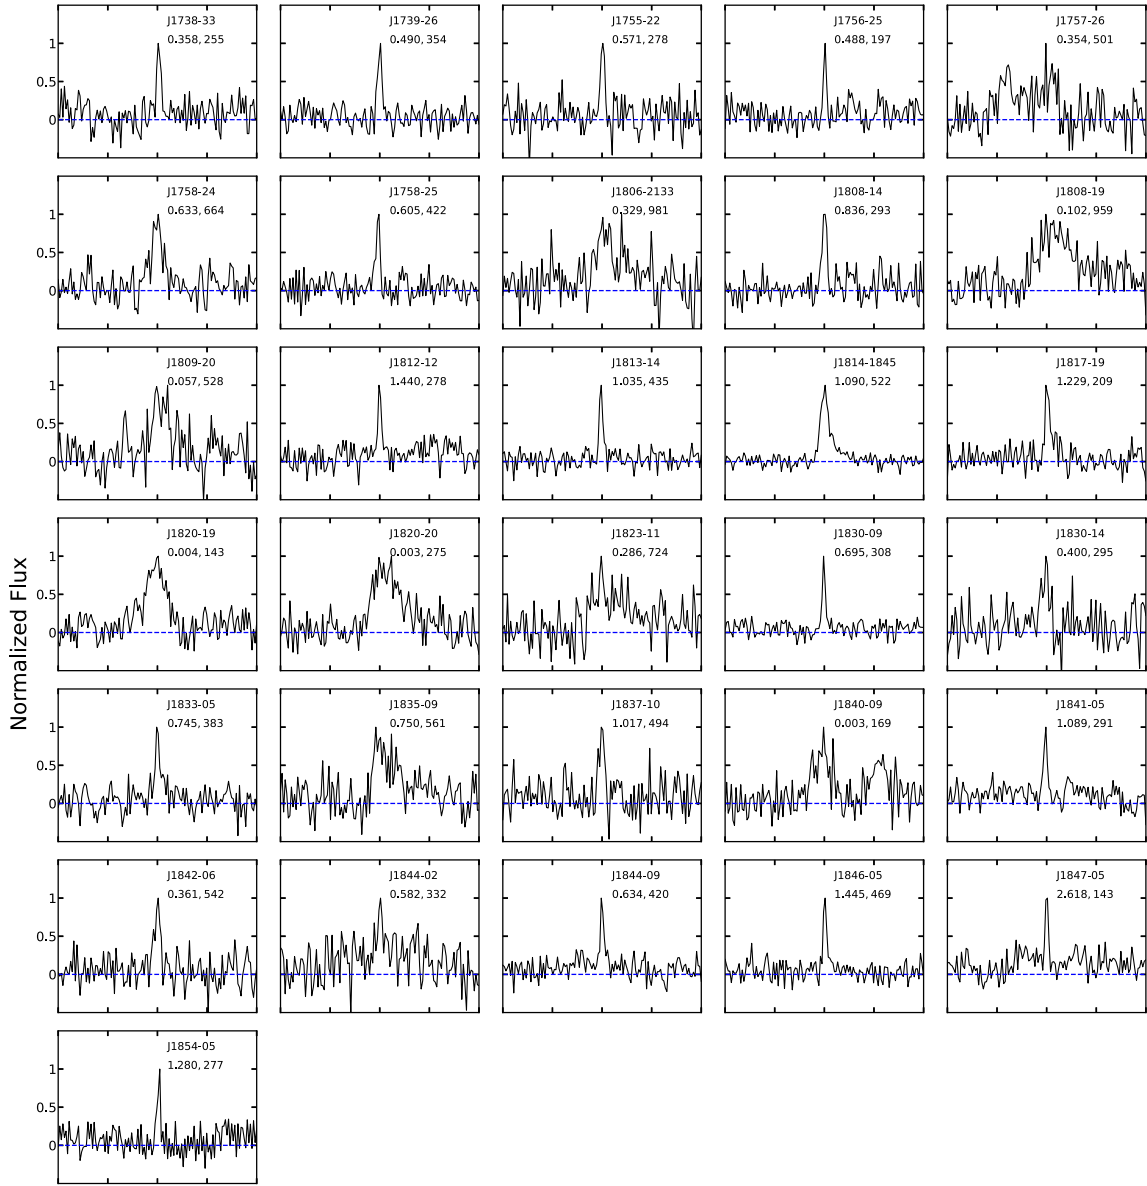 J1738-33
0.358, 255
J1739-26
0.490, 354
J1755-22
0.571, 278
J1756-25
0.488, 197
J1757-26
0.354, 501
1
0.5
0
J1758-24
0.633, 664
J1758-25
0.605, 422
J1806-2133
0.329, 981
J1808-14
0.836, 293
J1808-19
0.102, 959
1
0.5
0
J1809-20
0.057, 528
J1812-12
1.440, 278
J1813-14
1.035, 435
J1814-1845
1.090, 522
J1817-19
1.229, 209
1
0.5
0
Normalized Flux
J1820-19
0.004, 143
J1820-20
0.003, 275
J1823-11
0.286, 724
J1830-09
0.695, 308
J1830-14
0.400, 295
1
0.5
0
J1833-05
0.745, 383
J1835-09
0.750, 561
J1837-10
1.017, 494
J1840-09
0.003, 169
J1841-05
1.089, 291
1
0.5
0
J1842-06
0.361, 542
J1844-02
0.582, 332
J1844-09
0.634, 420
J1846-05
1.445, 469
J1847-05
2.618, 143
1
0.5
0
J1854-05
1.280, 277
1
0.5
0